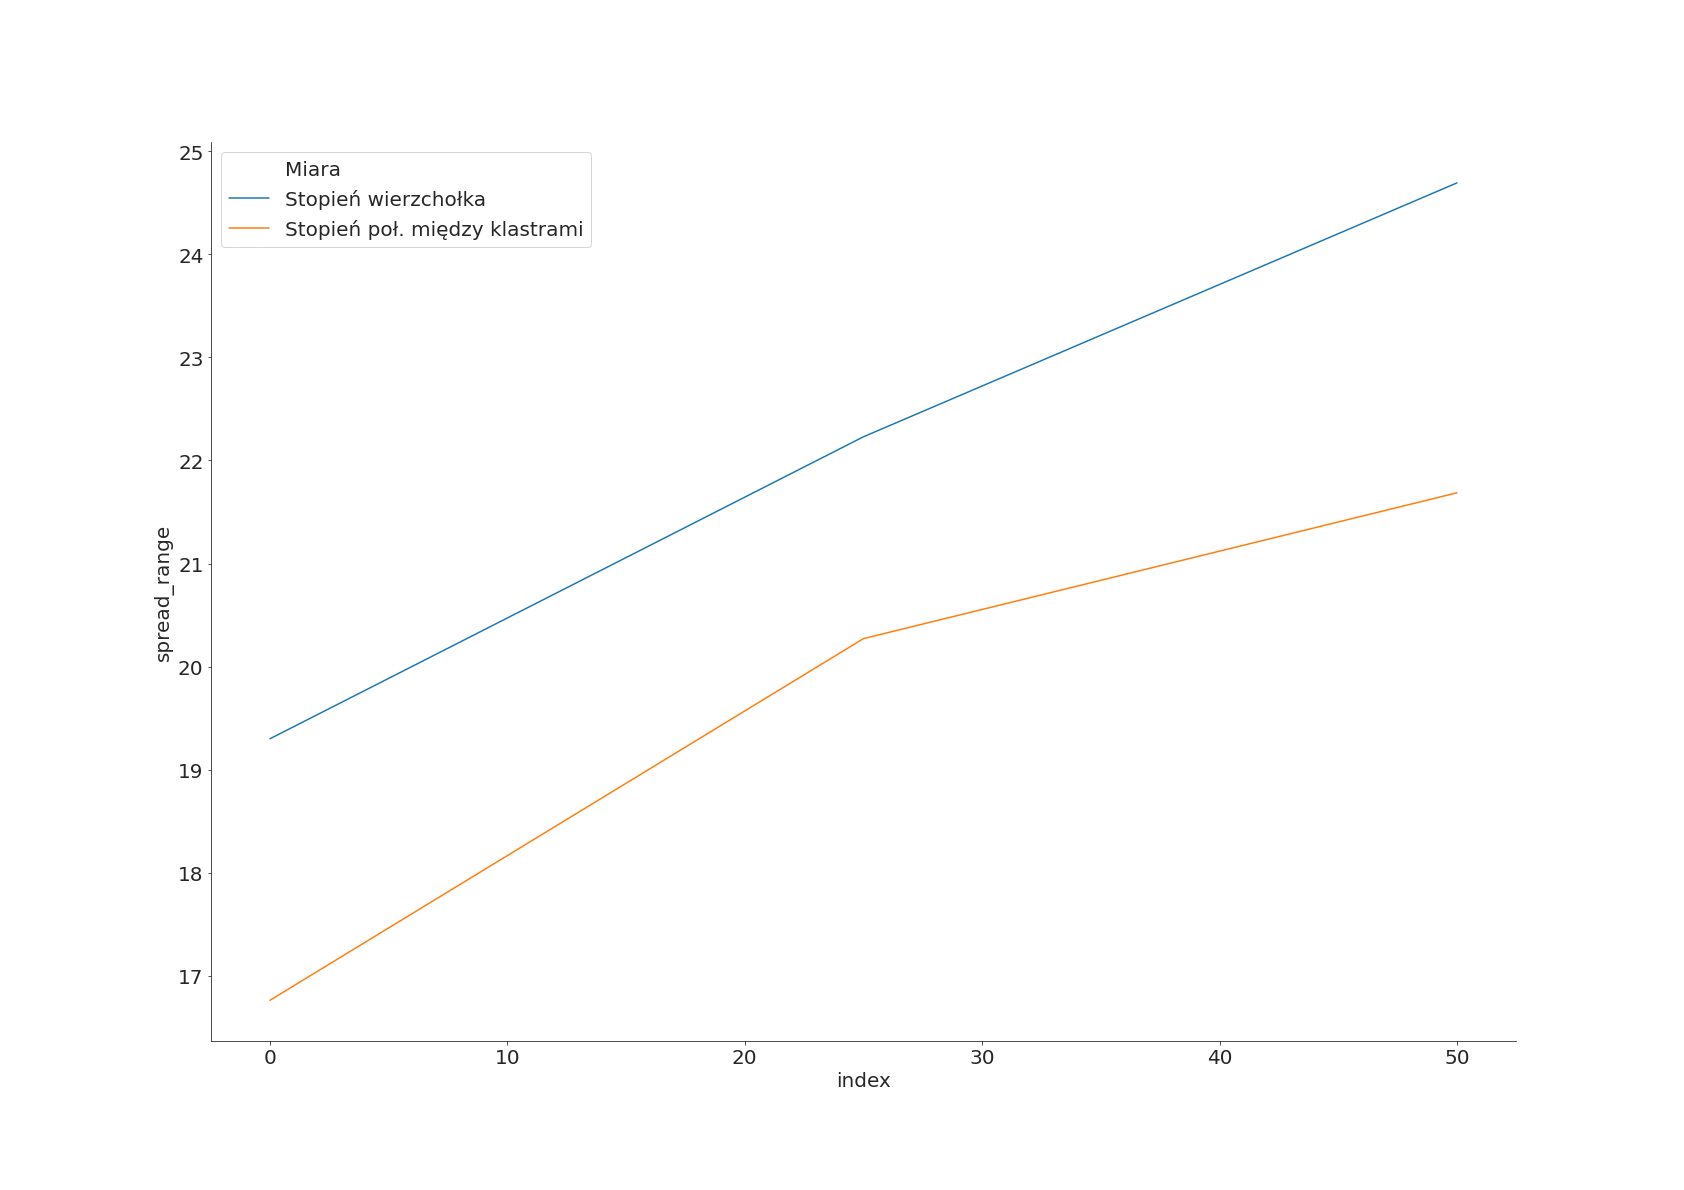 Miara
Stopień wierzchołka
Stopień poł. między klastrami
25
24
23
22
21
20
19
18
17
spread_range
0 10 20 30 40 50
index